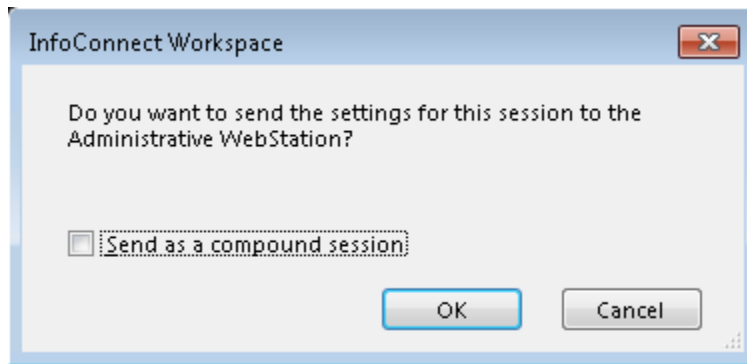 InfoConnect Workspace
Do you want to send the settings for this session to the
Administrative WebStation?
Send as a compound session
OK
Cancel